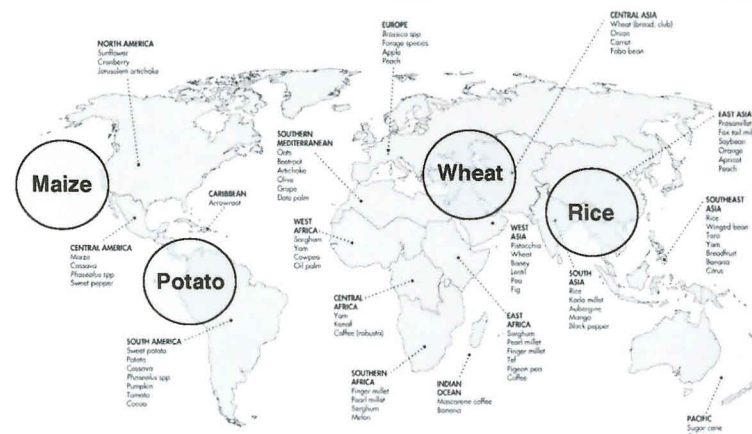 NORTH AMERICA
Sunflower
Cranberry
Jerusalem artichoke
EUROPE
Brassica spp
Forage species
Apple
Peach
CENTRAL ASIA
Wheat (bread, club)
Onion
Carrot
Faba bean
EAST ASIA
Prosomillet
Fox tail mil
Soybean
Orange
Apricot
Peach
SOUTHERN
MEDITERRANEAN
Oats
Beetroot
Artichoke
Olive
Grape
Date palm
Maize
Wheat
Rice
Potato
CARIBBEAN
Arrowroot
CENTRAL AMERICA
Maize
Cassava
Phaseolus spp
Sweet pepper
WEST
AFRICA
Sorghum
Yam
Cowpea
Oil palm
WEST
ASIA
Pistacchio
Wheat
Barley
Lentil
Pea
Fig
SOUTHEAST
ASIA
Rice
Winged bean
Taro
Yam
Breadfruit
Banana
Citrus
SOUTH
ASIA
Rice
Aubergine
Mango
Black pepper
CENTRAL
AFRICA
Yam
Kenaf
Coffee (robusta)
EAST
AFRICA
Sorghum
Pearl millet
Finger millet
Tef
Pigeon pea
Coffee
SOUTH AMERICA
Sweet potato
Potato
Cassava
Phaseolus spp
Pumpkin
Tomato
Cocoa
SOUTHERN
AFRICA
Finger millet
Pearl millet
Sorghum
Melon
INDIAN
OCEAN
Mascarene coffee
Banana
PACIFIC
Sugar cane